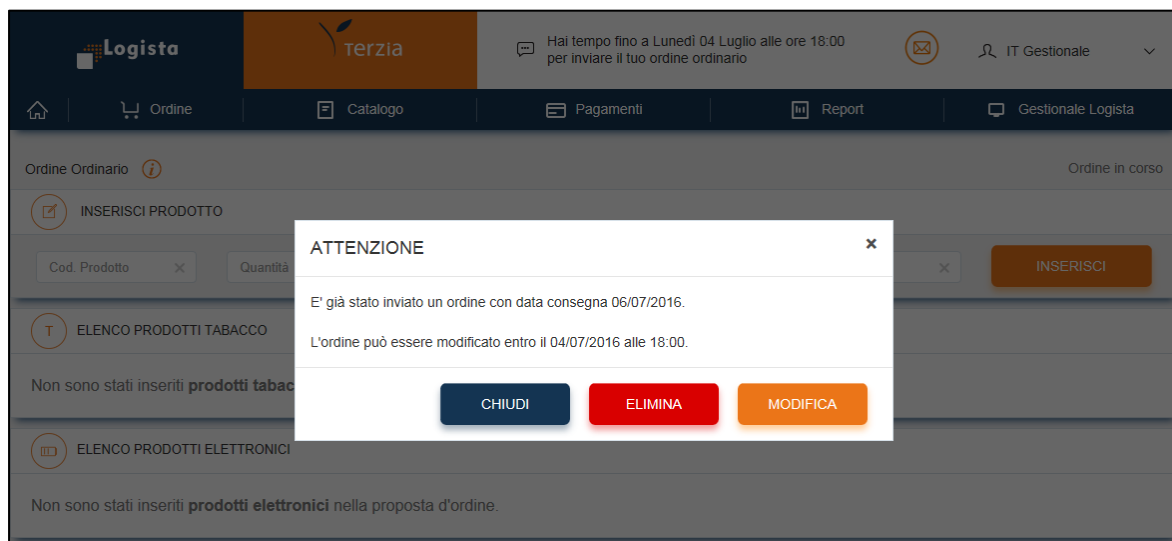 Logista
Terzia
Hai tempo fino a Lunedì 04 Luglio alle ore 18:00
per inviare il tuo ordine ordinario
IT Gestionale
Ordine
Catalogo
Pagamenti
Report
Gestionale Logista
Ordine Ordinario
Ordine in corso
INSERISCI PRODOTTO
Cod. Prodotto
Quantità
INSERISCI
ATTENZIONE
E' già stato inviato un ordine con data consegna 06/07/2016.
L'ordine può essere modificato entro il 04/07/2016 alle 18:00.
CHIUDI
ELIMINA
MODIFICA
T ELENCO PRODOTTI TABACCO
Non sono stati inseriti prodotti tabac
ELENCO PRODOTTI ELETTRONICI
Non sono stati inseriti prodotti elettronici nella proposta d'ordine.